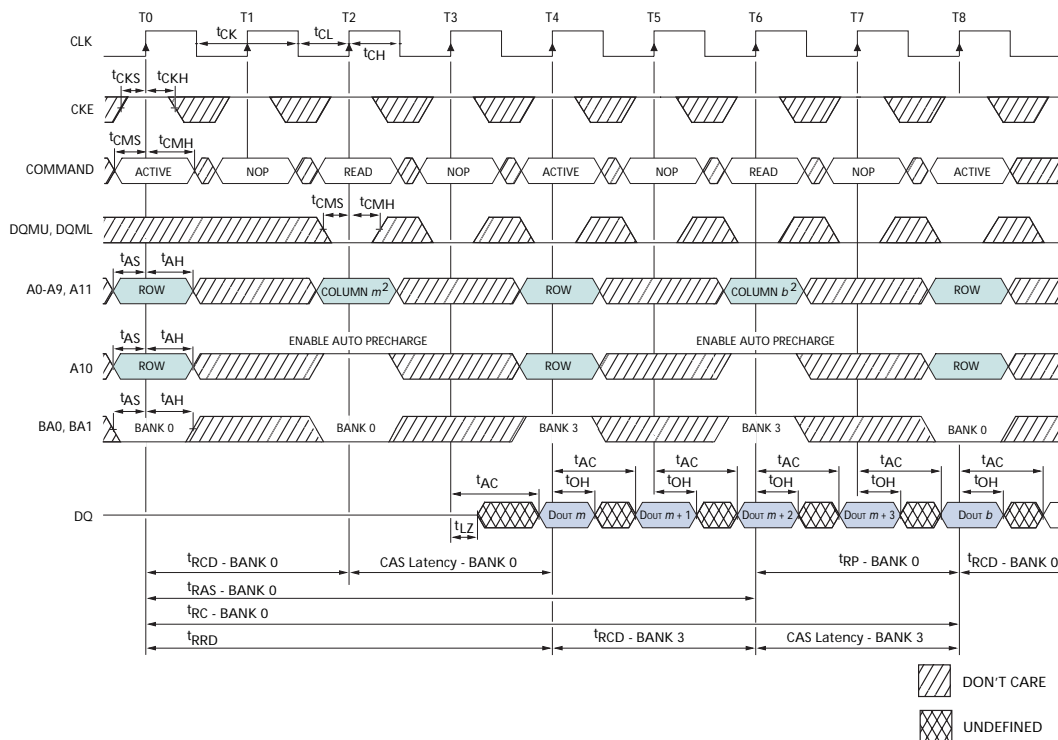 T0 T1 T2 T3 T4 T5 T6 T7 T8
CLK
tCK tCL tCH
tCKS tCKH
CKE
tCMS tCMH
COMMAND ACTIVE NOP READ NOP ACTIVE NOP READ NOP ACTIVE
tCMS tCMH
DQMU, DQML
tAS tAH
A0-A9, A11 ROW COLUMN m2 ROW COLUMN b2 ROW
tAS tAH ENABLE AUTO PRECHARGE ENABLE AUTO PRECHARGE
A10 ROW ROW ROW
tAS tAH
BA0, BA1 BANK 0 BANK 0 BANK 3 BANK 3 BANK 0
tAC tAC tAC tAC tAC tAC
tOH tOH tOH tOH tOH
DQ DOUT m DOUT m + 1 DOUT m + 2 DOUT m + 3 DOUT b
tLZ
tRCD - BANK 0 CAS Latency - BANK 0 tRP - BANK 0 tRCD - BANK 0
tRAS - BANK 0
tRC - BANK 0
tRRD tRCD - BANK 3 CAS Latency - BANK 3
DON'T CARE
UNDEFINED